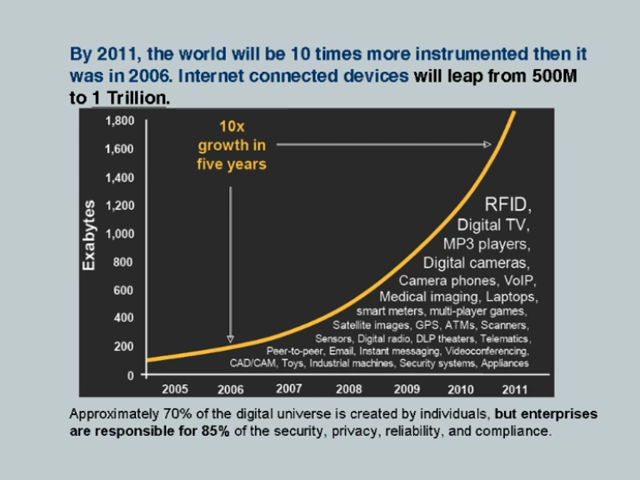 By 2011, the world will be 10 times more instrumented then it
was in 2006. Internet connected devices will leap from 500M
to 1 Trillion.
1,800
1,600
1,400
1,200
1,000
800
600
400
200
0
Exabytes
10x
growth in
five years
RFID,
Digital TV,
MP3 players,
Digital cameras,
Camera phones, VoIP,
Medical imaging, Laptops,
smart meters, multi-player games,
Satellite images, GPS, ATMs, Scanners,
Sensors, Digital radio, DLP theaters, Telematics,
Peer-to-peer, Email, Instant messaging, Videoconferencing,
CAD/CAM, Toys, Industrial machines, Security systems, Appliances
2005 2006 2007 2008 2009 2010 2011
Approximately 70% of the digital universe is created by individuals, but enterprises
are responsible for 85% of the security, privacy, reliability, and compliance.